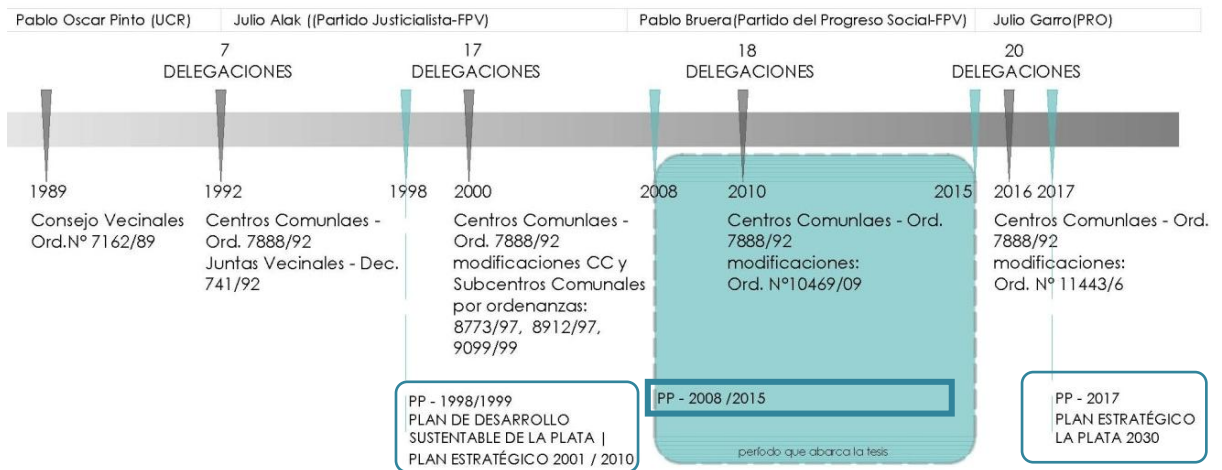 Pablo Oscar Pinto (UCR)
Julio Alak ((Partido Justicialista-FPV)
Pablo Bruera(Partido del Progreso Social-FPV)
Julio Garro(PRO)
7
DELEGACIONES
17
DELEGACIONES
18
DELEGACIONES
20
DELEGACIONES
1989
1992
1998
2000
2008
2010
2015
2016
2017
Consejo Vecinales
Ord.Nº 7162/89
Centros Comunlaes -
Ord. 7888/92
Juntas Vecinales - Dec.
741/92
Centros Comunlaes -
Ord. 7888/92
modificaciones CC y
Subcentros Comunales
por ordenanzas:
8773/97, 8912/97,
9099/99
Centros Comunlaes - Ord.
7888/92
modificaciones:
Ord. Nº10469/09
Centros Comunlaes - Ord.
7888/92
modificaciones:
Ord. Nº 11443/6
PP - 1998/1999
PLAN DE DESARROLLO
SUSTENTABLE DE LA PLATA |
PLAN ESTRATÉGICO 2001 / 2010
PP - 2008 /2015
período que abarca la tesis
PP - 2017
PLAN ESTRATÉGICO
LA PLATA 2030